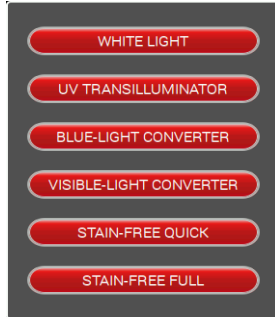 WHITE LIGHT
UV TRANSILLUMINATOR
BLUE-LIGHT CONVERTER
VISIBLE-LIGHT CONVERTER
STAIN-FREE QUICK
STAIN-FREE FULL